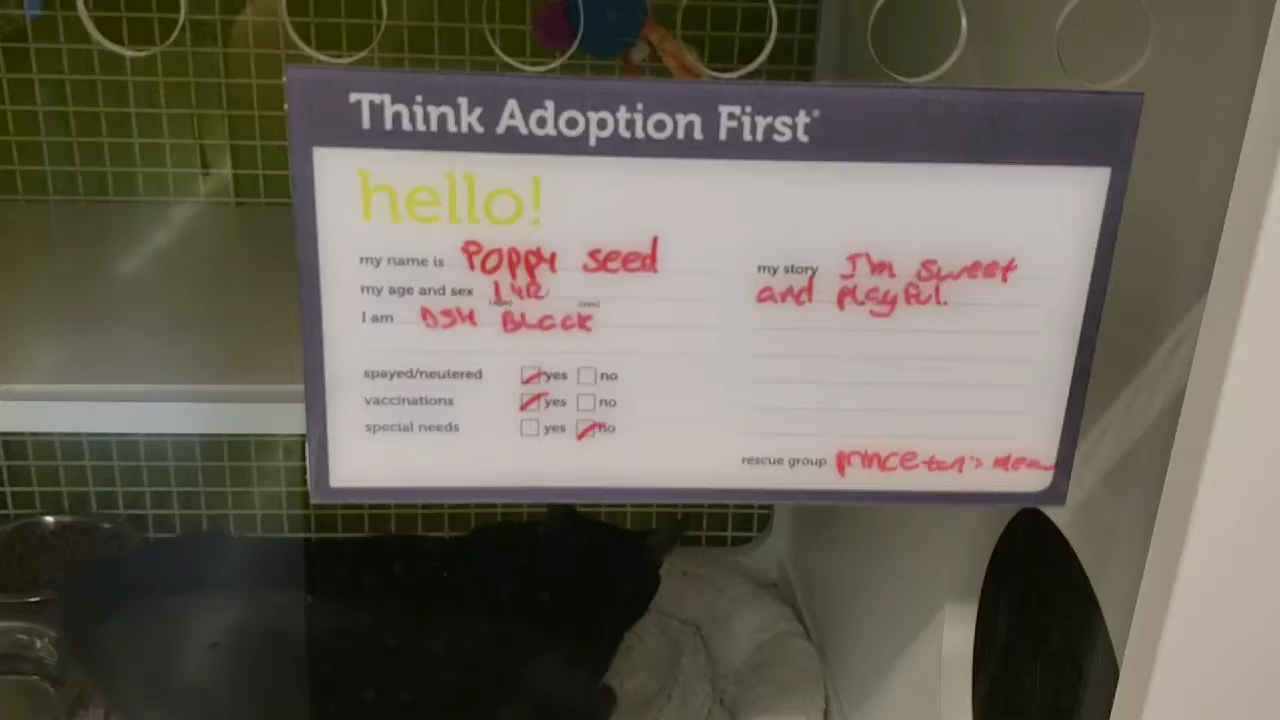 Think Adoption First
hello!
my name is Poppy seed
my age and sex
I am DSH Black
spayed/neutered yes no
vaccinations yes no
special needs yes no
my story I'm sweet
and playful.
rescue group princeton's